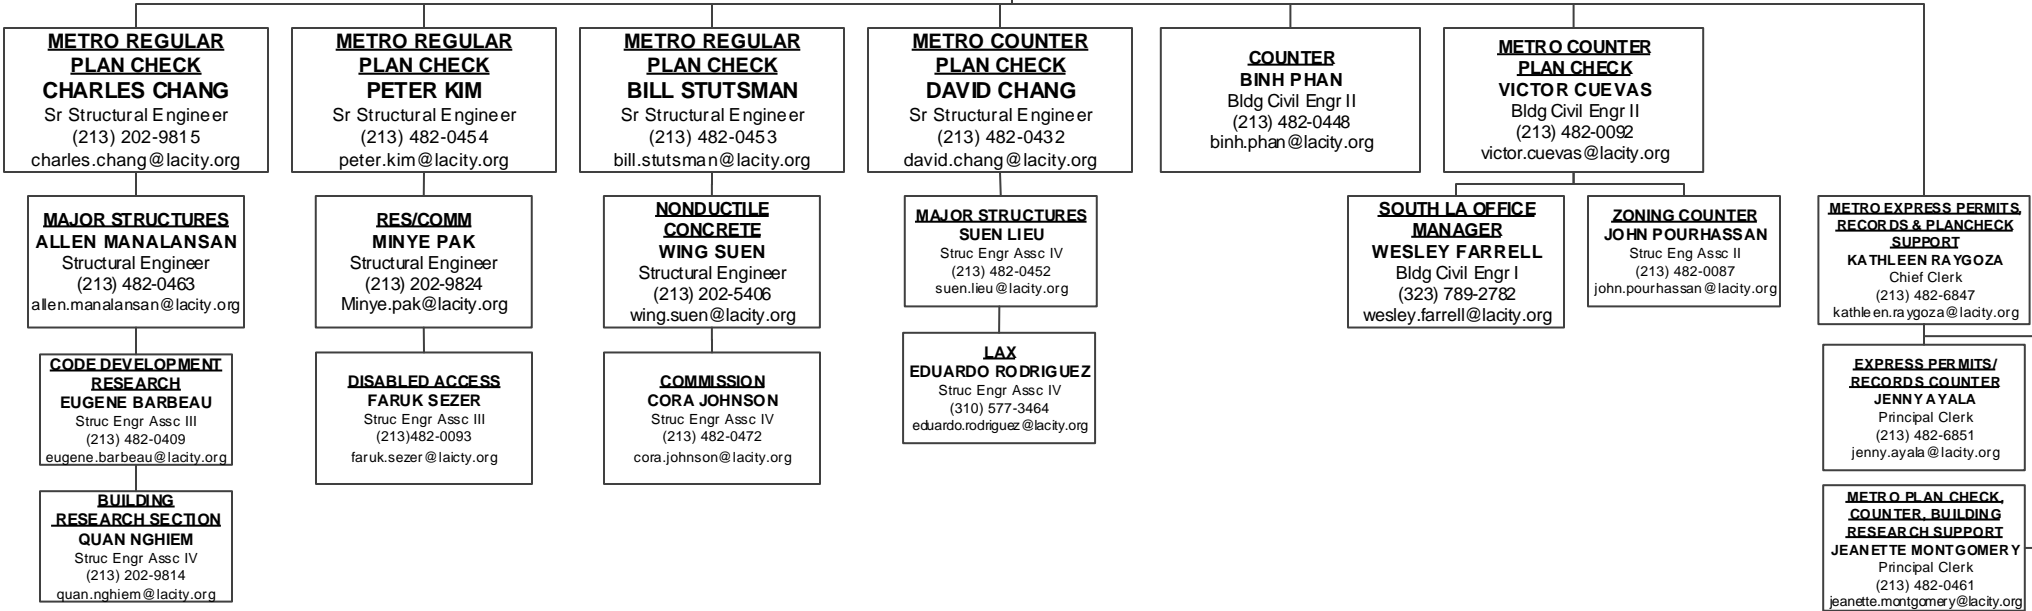 METRO REGULAR
PLAN CHECK
CHARLES CHANG
Sr Structural Engineer
(213) 202-9815
charles.chang@lacity.org
METRO REGULAR
PLAN CHECK
PETER KIM
Sr Structural Engineer
(213) 482-0454
peter.kim@lacity.org
METRO REGULAR
PLAN CHECK
BILL STUTSMAN
Sr Structural Engineer
(213) 482-0453
bill.stutsman@lacity.org
METRO COUNTER
PLAN CHECK
DAVID CHANG
Sr Structural Engineer
(213) 482-0432
david.chang@lacity.org
COUNTER
BINH PHAN
Bldg Civil Engr II
(213) 482-0448
binh.phan@lacity.org
METRO COUNTER
PLAN CHECK
VICTOR CUEVAS
Bldg Civil Engr II
(213) 482-0092
victor.cuevas@lacity.org
MAJOR STRUCTURES
ALLEN MANALANSAN
Structural Engineer
(213) 482-0463
allen.manalansan@lacity.org
RES/COMM
MINYE PAK
Structural Engineer
(213) 202-9824
Minye.pak@lacity.org
NONDUCTILE
CONCRETE
WING SUEN
Structural Engineer
(213) 202-5406
wing.suen@lacity.org
MAJOR STRUCTURES
SUEN LIEU
Struc Engr Assc IV
(213) 482-0452
suen.lieu@lacity.org
SOUTH LA OFFICE
MANAGER
WESLEY FARRELL
Bldg Civil Engr I
(323) 789-2782
wesley.farrell@lacity.org
ZONING COUNTER
JOHN POURHASSAN
Struc Eng Assc II
(213) 482-0087
john.pourhassan@lacity.org
METRO EXPRESS PERMITS,
RECORDS & PLANCHECK
SUPPORT
KATHLEEN RAYGOZA
Chief Clerk
(213) 482-6847
kathleen.raygoza@lacity.org
CODE DEVELOPMENT
RESEARCH
EUGENE BARBEAU
Struc Engr Assc III
(213) 482-0409
eugene.barbeau@lacity.org
DISABLED ACCESS
FARUK SEZER
Struc Engr Assc III
(213)482-0093
faruk.sezer@laicty.org
COMMISSION
CORA JOHNSON
Struc Engr Assc IV
(213) 482-0472
cora.johnson@lacity.org
LAX
EDUARDO RODRIGUEZ
Struc Engr Assc IV
(310) 577-3464
eduardo.rodriguez@lacity.org
EXPRESS PERMITS/
RECORDS COUNTER
JENNY AYALA
Principal Clerk
(213) 482-6851
jenny.ayala@lacity.org
BUILDING
RESEARCH SECTION
QUAN NGHIEM
Struc Engr Assc IV
(213) 202-9814
quan.nghiem@lacity.org
METRO PLAN CHECK,
COUNTER, BUILDING
RESEARCH SUPPORT
JEANETTE MONTGOMERY
Principal Clerk
(213) 482-0461
jeanette.montgomery@lacity.org